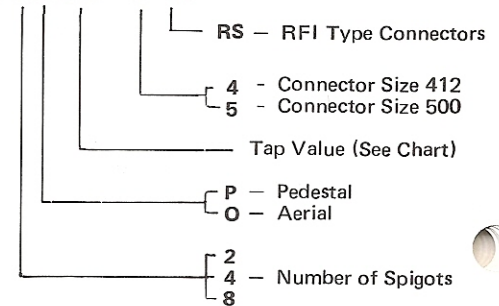 RS — RFI Type Connectors
4 - Connector Size 412
5 - Connector Size 500
Tap Value (See Chart)
P — Pedestal
O — Aerial
2
4 — Number of Spigots
8